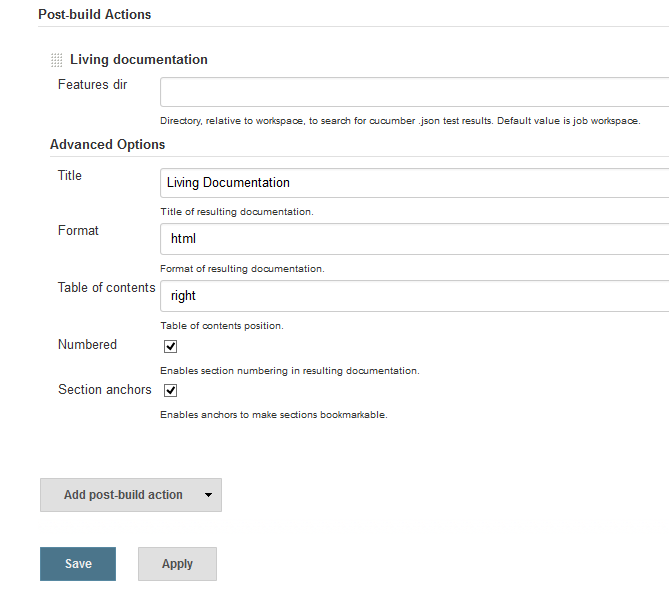 Post-build Actions
Living documentation
Features dir
Directory, relative to workspace, to search for cucumber .json test results. Default value is job workspace.
Advanced Options
Title
Living Documentation
Title of resulting documentation.
Format
html
Format of resulting documentation.
Table of contents
right
Table of contents position.
Numbered
Enables section numbering in resulting documentation.
Section anchors
Enables anchors to make sections bookmarkable.
Add post-build action
Save
Apply